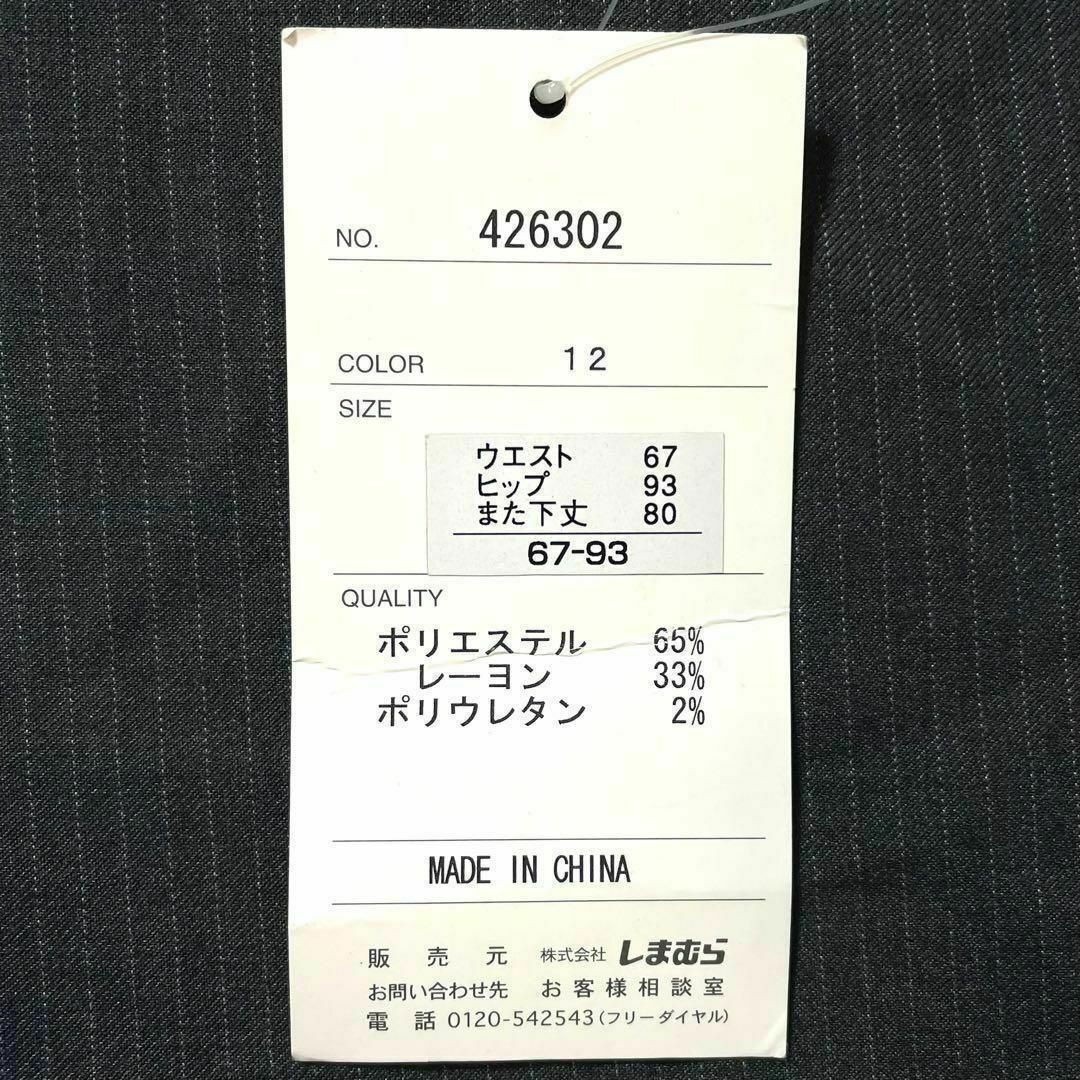 NO. 426302
COLOR 12
SIZE
ウエスト 67
ヒップ 93
また下丈 80
67-93
QUALITY
ポリエステル 65%
レーヨン 33%
ポリウレタン 2%
MADE IN CHINA
販売元 株式会社 しまむら
お問い合わせ先 お客様相談室
電話 0120-542543(フリーダイヤル)